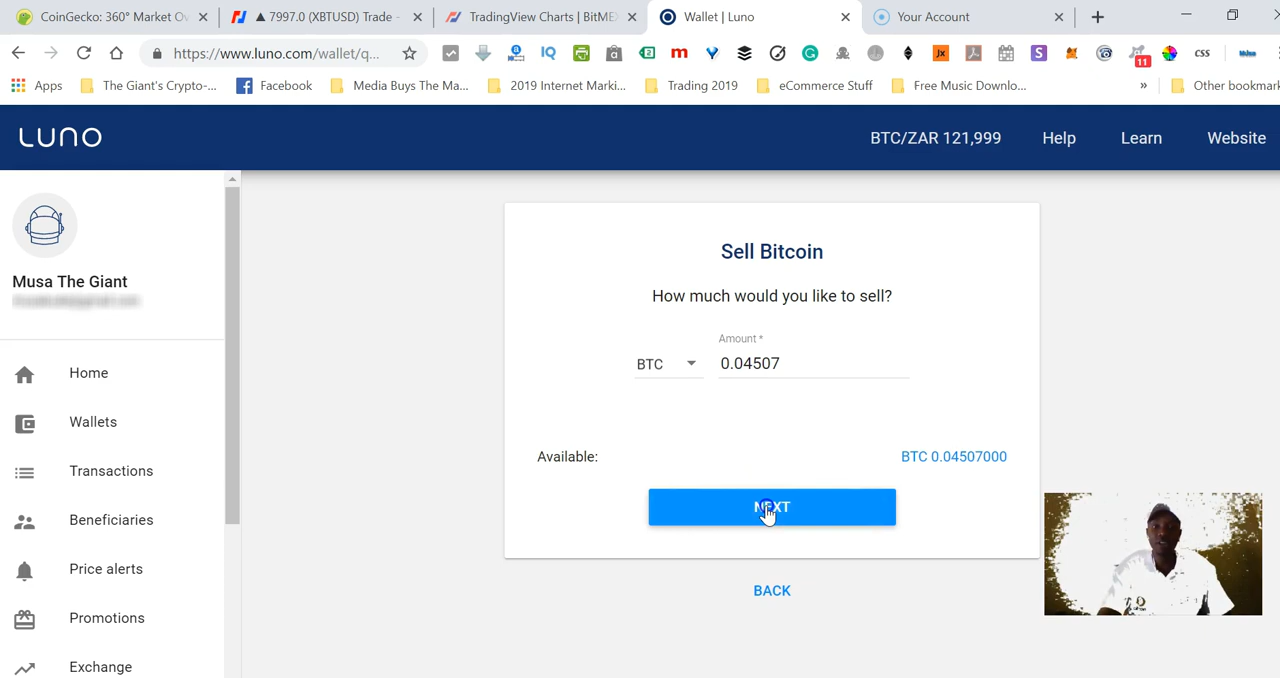 CoinGecko: 360° Market Ov
▲ 7997.0 (XBTUSD) Trade -
TradingView Charts | BitME
Wallet | Luno
Your Account
https://www.luno.com/wallet/g...
11
css
Apps
The Giant's Crypto-...
Facebook
Media Buys The Ma...
2019 Internet Marki...
Trading 2019
eCommerce Stuff
Free Music Downlo...
»
Other bookmark
LUNO
BTC/ZAR 121,999
Help
Learn
Website
Musa The Giant
Home
Wallets
Transactions
Beneficiaries
Price alerts
Promotions
Exchange
Sell Bitcoin
How much would you like to sell?
Amount *
BTC
0.04507
Available:
BTC 0.04507000
NEXT
BACK